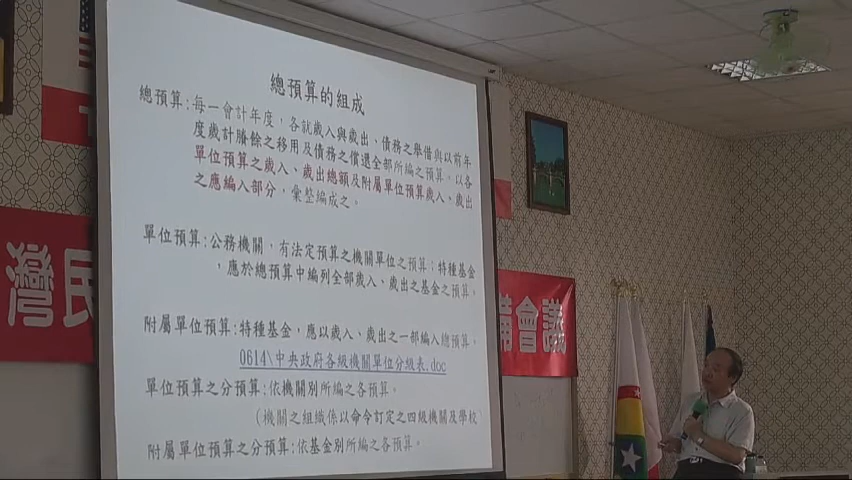 總預算的組成
總預算:每一會計年度，各就歲入與歲出、債務之舉借與以前年
度歲計賸餘之移用及債務之償還全部所編之預算。以各
單位預算之歲入、歲出總額及附屬單位預算歲入、歲出
之應編入部分，彙整編成之。
單位預算:公務機關，有法定預算之機關單位之預算；特種基金
，應於總預算中編列全部歲入、歲出之基金之預算。
附屬單位預算:特種基金，應以歲入、歲出之一部編入總預算。
0614\中央政府各級機關單位分級表.doc
單位預算之分預算:依機關別所編之各預算。
(機關之組織係以命令訂定之四級機關及學校
附屬單位預算之分預算:依基金別所編之各預算。
灣民
備會議